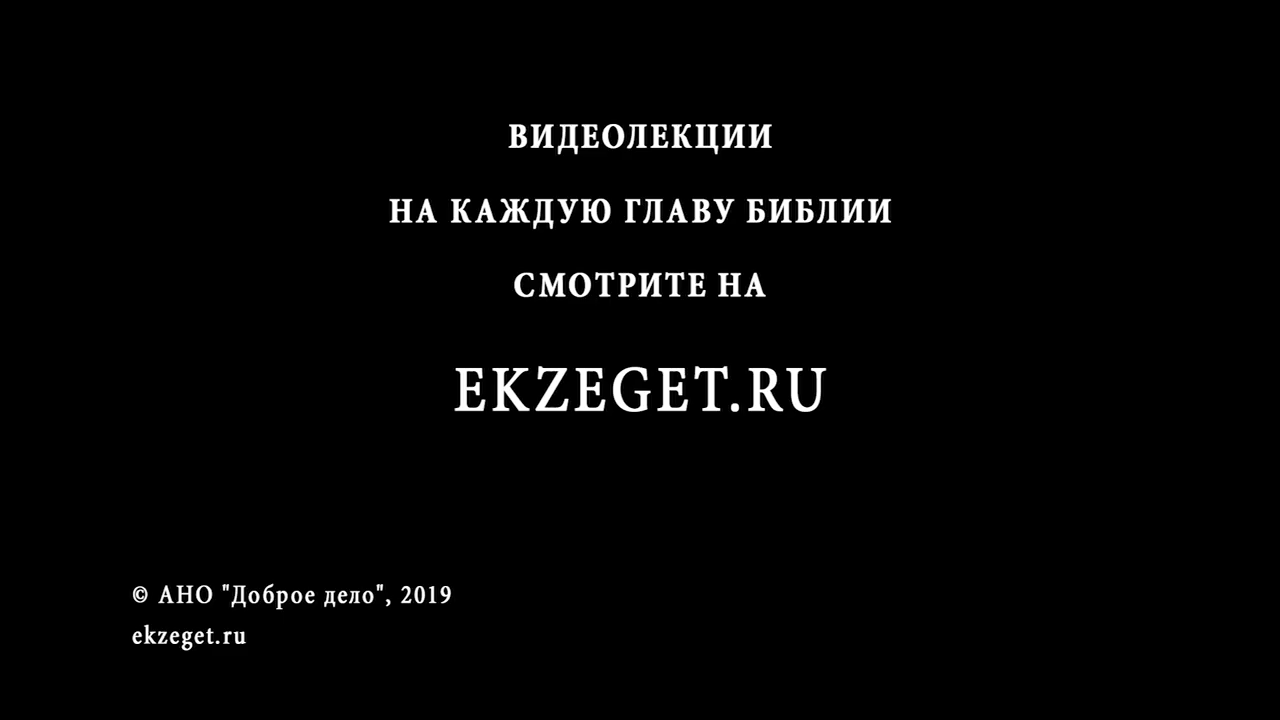 ВИДЕОЛЕКЦИИ
НА КАЖДУЮ ГЛАВУ БИБЛИИ
СМОТРИТЕ НА
EKZEGET.RU
© АНО "Доброе дело", 2019
ekzeget.ru